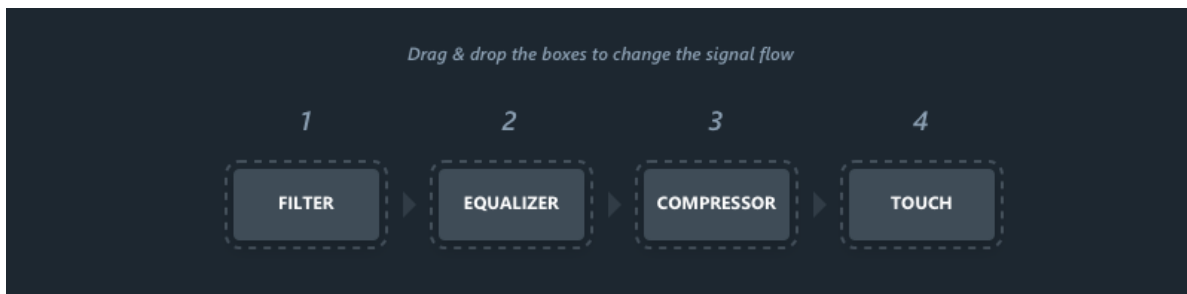 Drag & drop the boxes to change the signal flow
1 2 3 4
FILTER EQUALIZER COMPRESSOR TOUCH